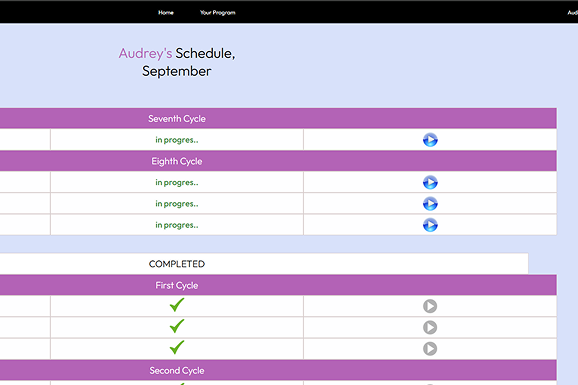 Home Your Program Aud
Audrey's Schedule,
September
Seventh Cycle
in progres..
Eighth Cycle
in progres..
in progres..
in progres..
COMPLETED
First Cycle
Second Cycle